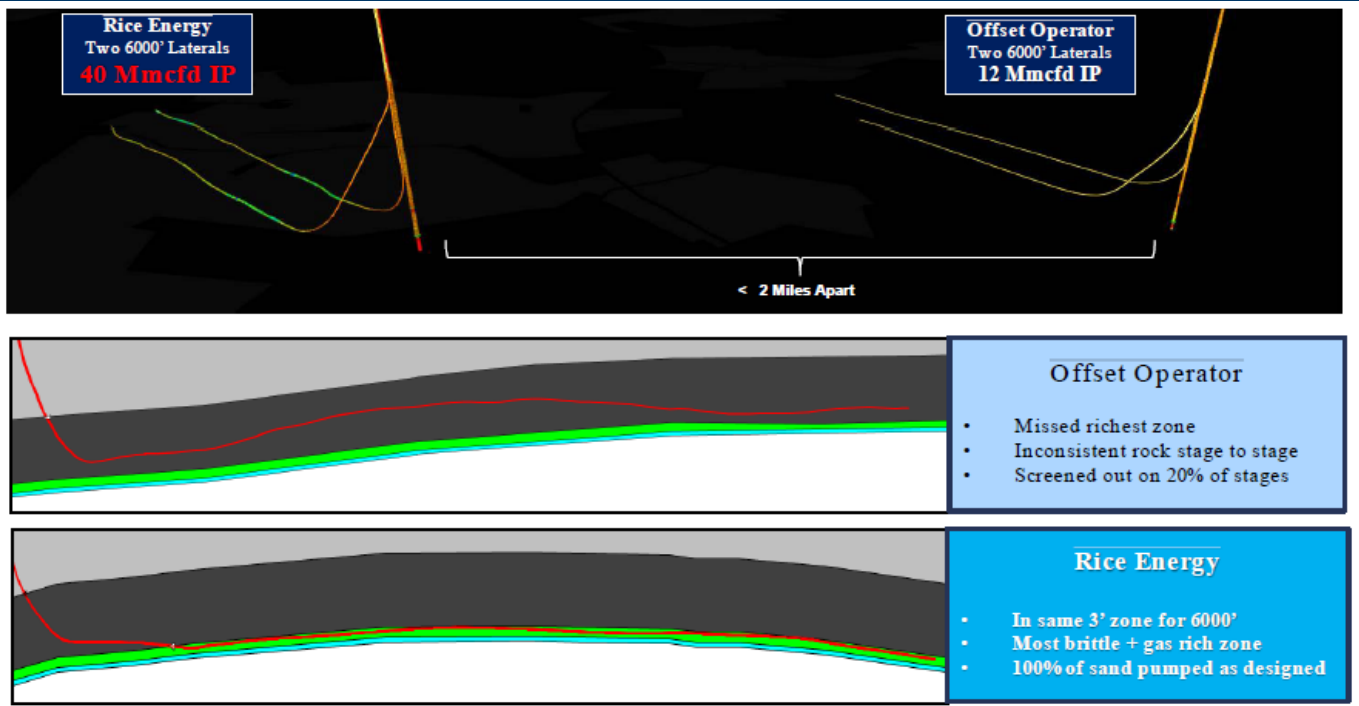 Rice Energy
Two 6000' Laterals
40 Mmcfd IP
Offset Operator
Two 6000' Laterals
12 Mmcfd IP
< 2 Miles Apart
Offset Operator
• Missed richest zone
• Inconsistent rock stage to stage
• Screened out on 20% of stages
Rice Energy
• In same 3' zone for 6000'
• Most brittle + gas rich zone
• 100% of sand pumped as designed